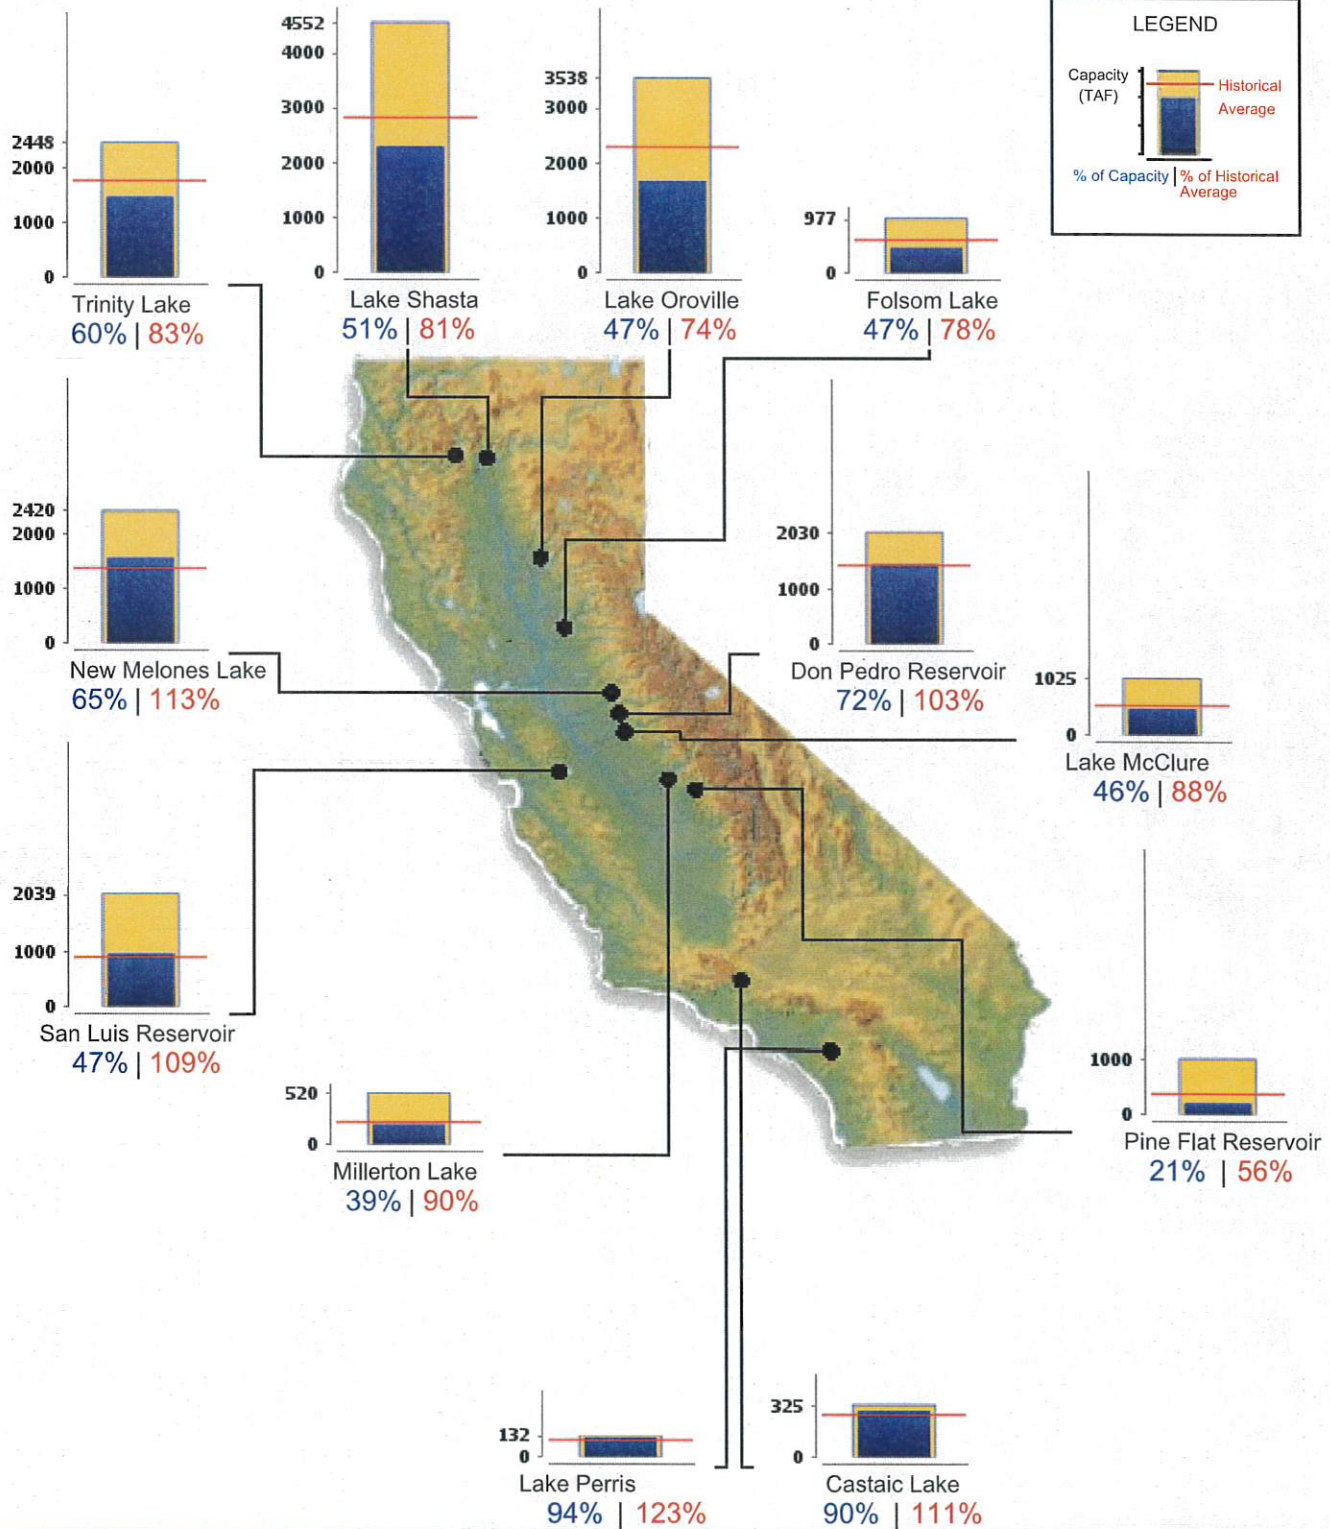 LEGEND
Capacity
(TAF)
Historical
Average
% of Capacity | % of Historical
Average
2448
2000
1000
0
Trinity Lake
60% | 83%
4552
4000
3000
2000
1000
0
Lake Shasta
51% | 81%
3538
3000
2000
1000
0
Lake Oroville
47% | 74%
977
0
Folsom Lake
47% | 78%
2420
2000
1000
0
New Melones Lake
65% | 113%
2030
1000
0
Don Pedro Reservoir
72% | 103%
1025
0
Lake McClure
46% | 88%
2039
1000
0
San Luis Reservoir
47% | 109%
520
0
Millerton Lake
39% | 90%
1000
0
Pine Flat Reservoir
21% | 56%
132
0
Lake Perris
94% | 123%
325
0
Castaic Lake
90% | 111%